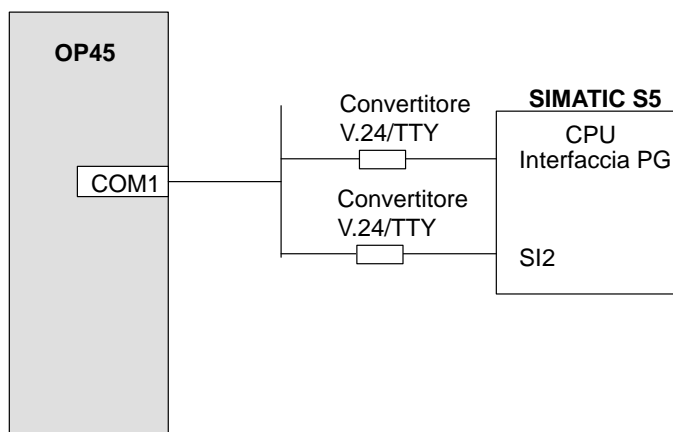 OP45
COM1
Convertitore
V.24/TTY
Convertitore
V.24/TTY
SIMATIC S5
CPU
Interfaccia PG
SI2